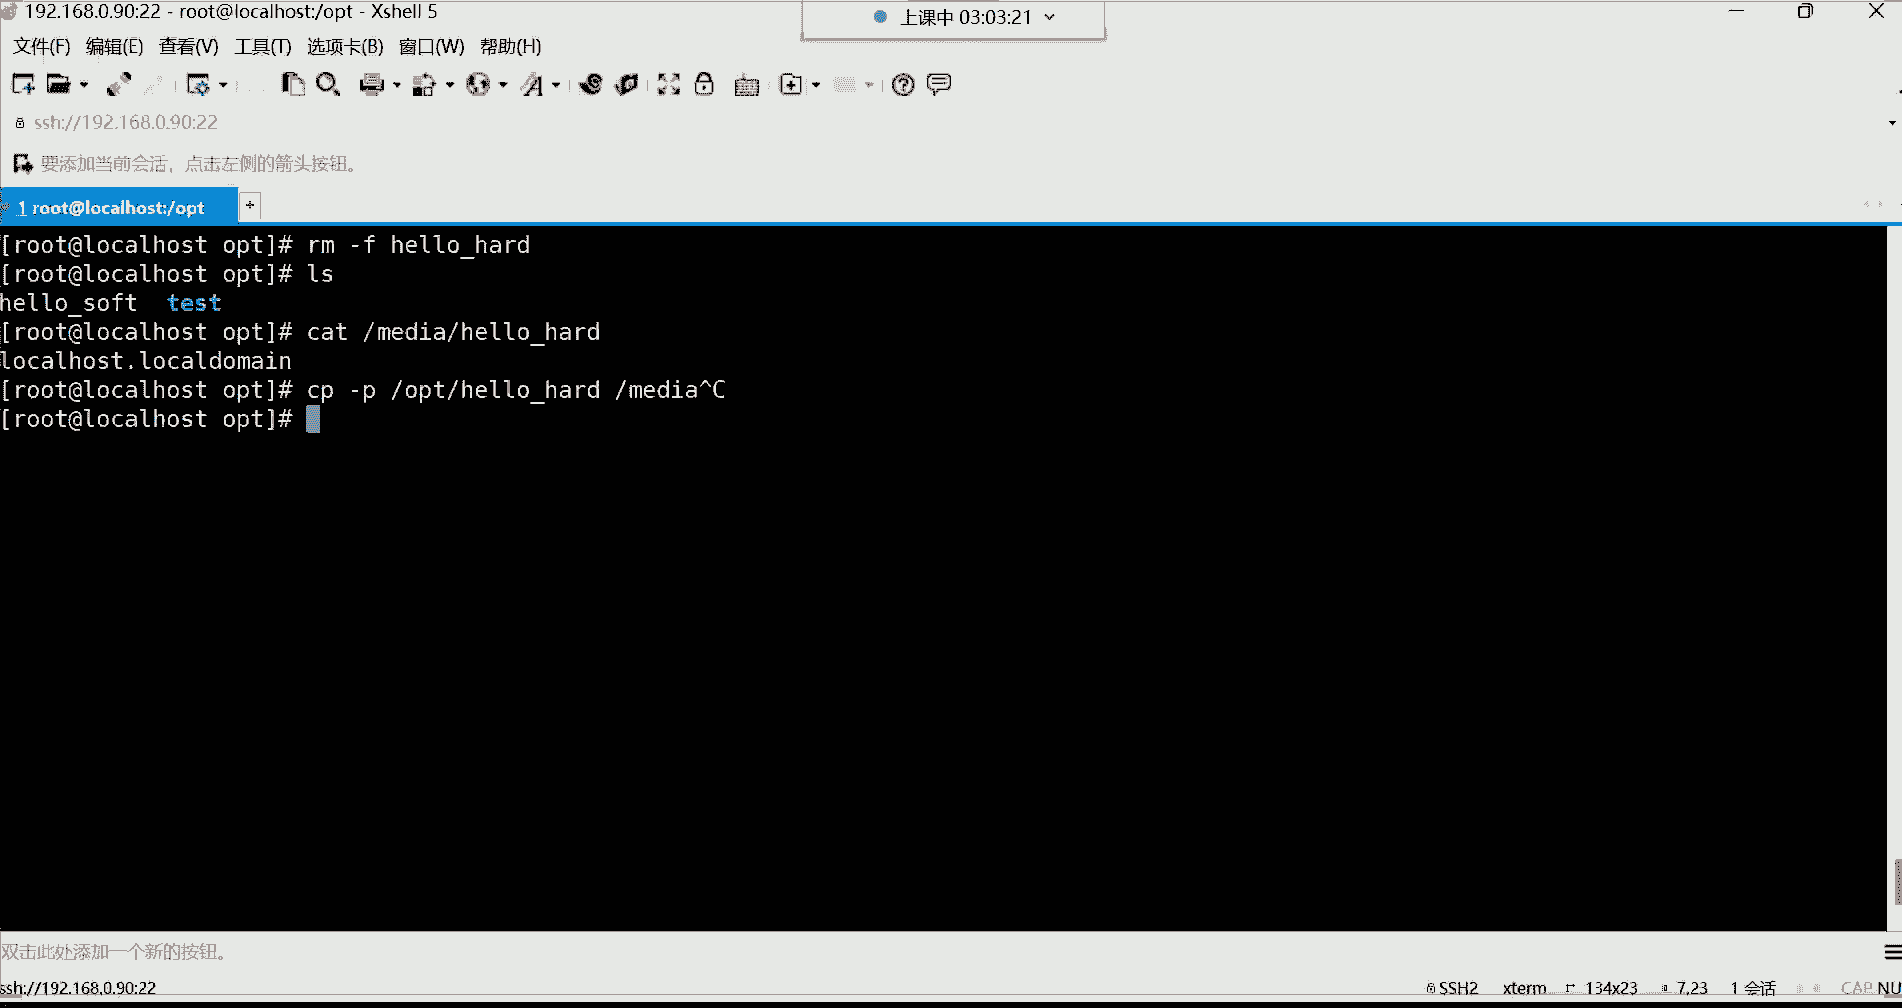 192.168.0.90:22 - root@localhost:/opt - Xshell 5
上课中 03:03:21
文件(F) 编辑(E) 查看(V) 工具(T) 选项卡(B) 窗口(W) 帮助(H)
ssh://192.168.0.90:22
要添加当前会话，点击左侧的箭头按钮。
1 root@localhost:/opt +
[root@localhost opt]# rm -f hello_hard
[root@localhost opt]# ls
hello_soft test
[root@localhost opt]# cat /media/hello_hard
localhost.localdomain
[root@localhost opt]# cp -p /opt/hello_hard /media^C
[root@localhost opt]#
双击此处添加一个新的按钮。
ssh://192.168.0.90:22 SSH2 xterm 134x23 7,23 1 会话 CAP NU